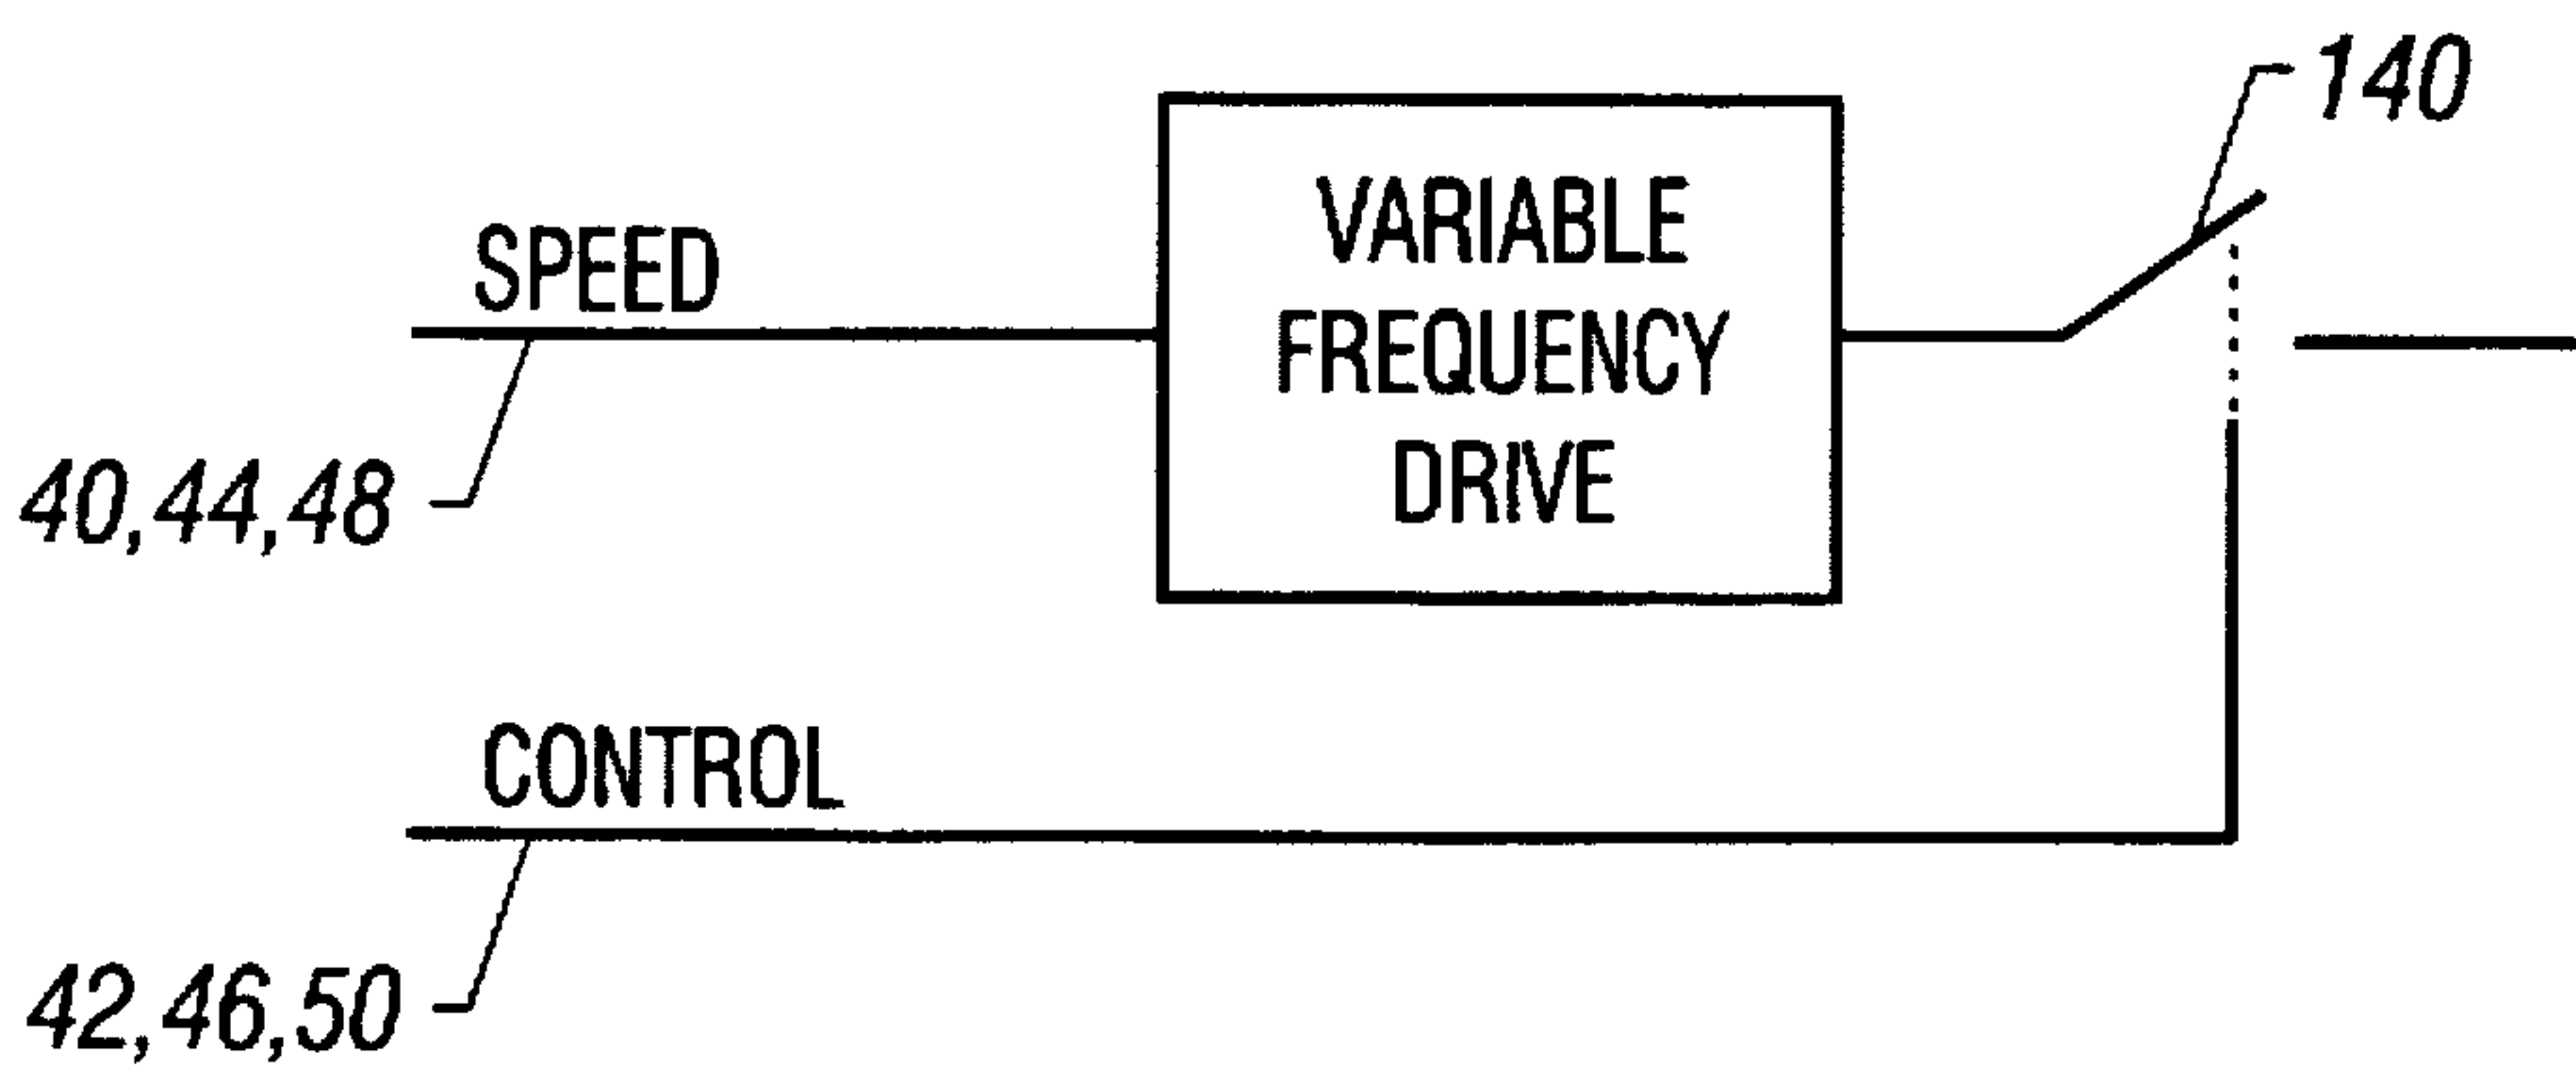 140
SPEED
VARIABLE
FREQUENCY
DRIVE
40,44,48
CONTROL
42,46,50